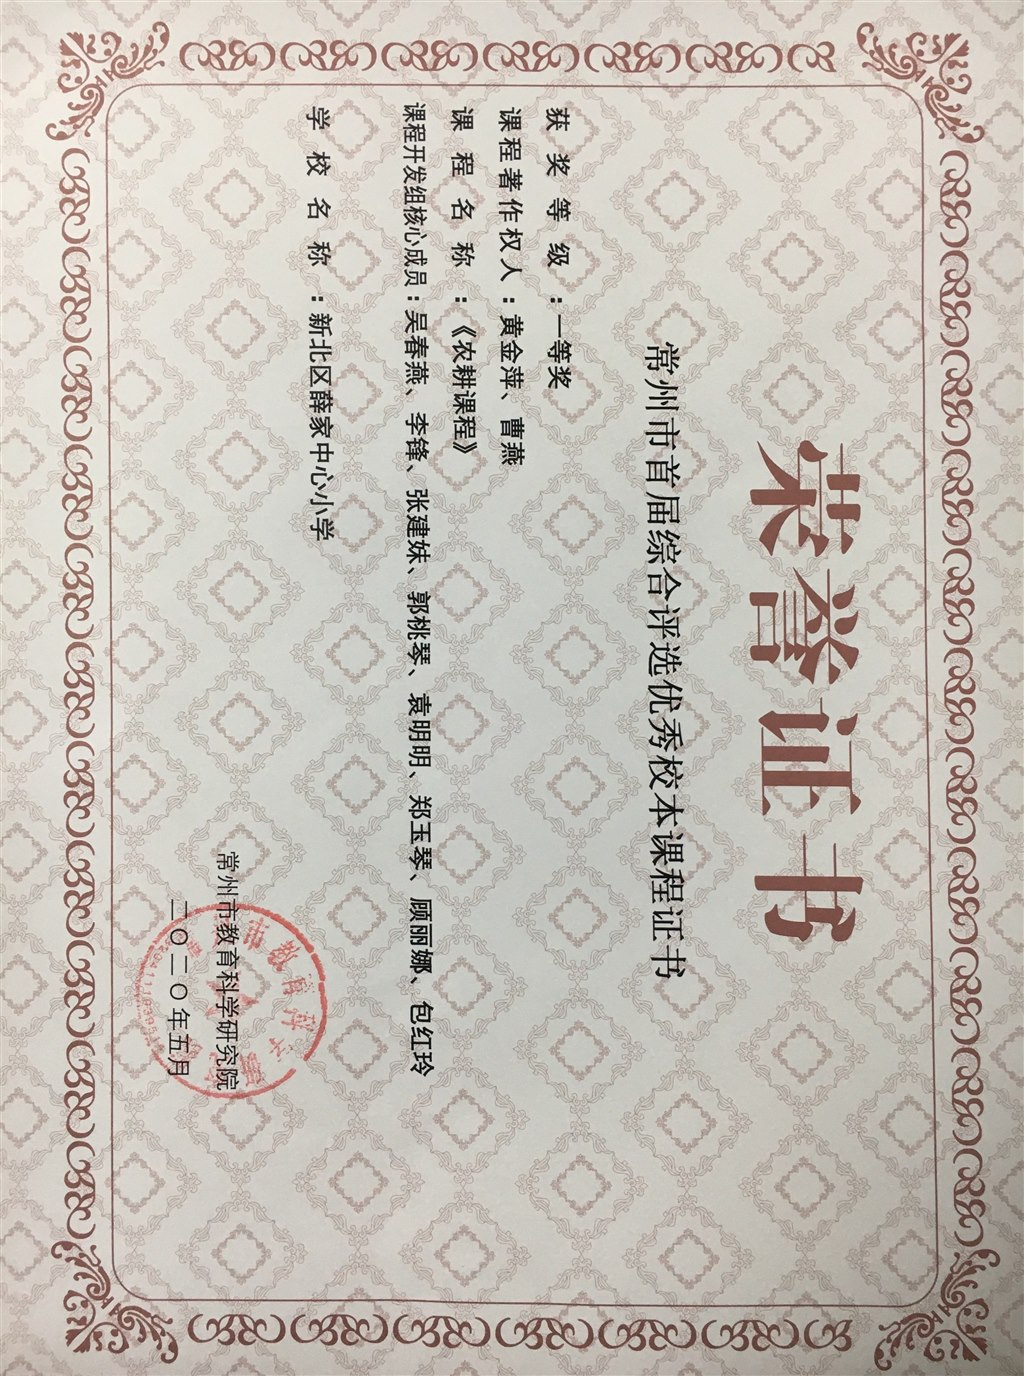 荣誉证书
常州市首届综合评选优秀校本课程证书
获奖等级：一等奖
课程著作权人：黄金萍、曹燕
课程名称：《农耕课程》
课程开发组核心成员：吴春燕、李锋、张建妹、郭桃琴、袁明明、郑玉琴、顾丽娜、包红玲
学校名称：新北区薛家中心小学
常州市教育科学研究院
二〇二〇年五月